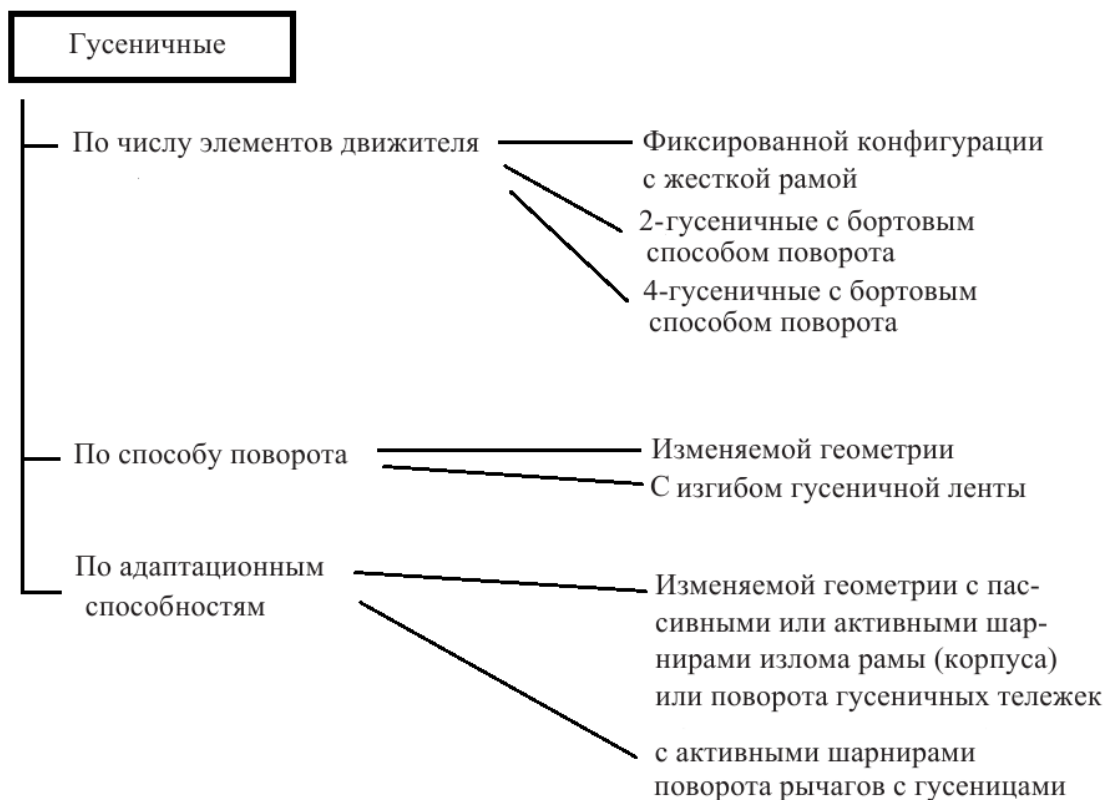 Гусеничные
По числу элементов движителя
Фиксированной конфигурации
с жесткой рамой
2-гусеничные с бортовым
способом поворота
4-гусеничные с бортовым
способом поворота
По способу поворота
Изменяемой геометрии
С изгибом гусеничной ленты
По адаптационным
способностям
Изменяемой геометрии с пас-
сивными или активными шар-
нирами излома рамы (корпуса)
или поворота гусеничных тележек
с активными шарнирами
поворота рычагов с гусеницами